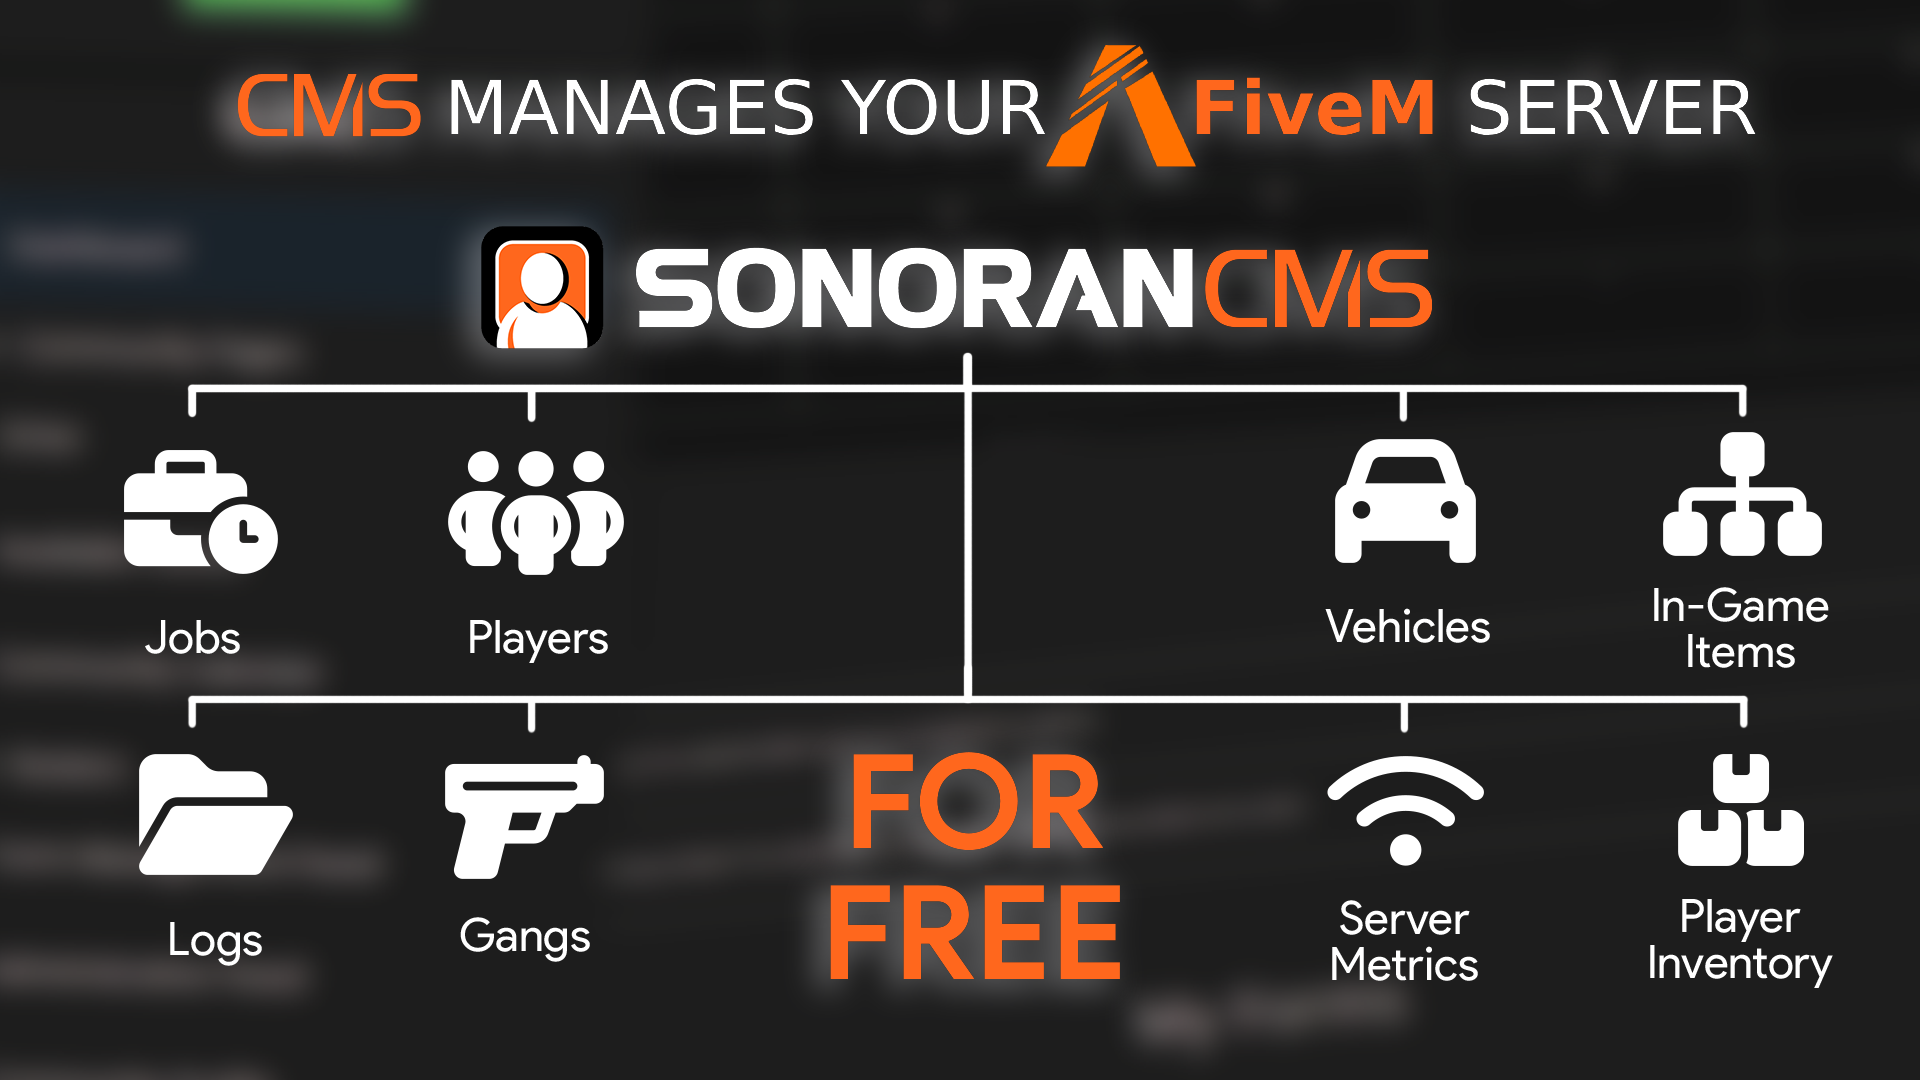 CMS MANAGES YOUR FiveM SERVER
SONORANCMS
Jobs
Players
Vehicles
In-Game
Items
Logs
Gangs
FOR
FREE
Server
Metrics
Player
Inventory